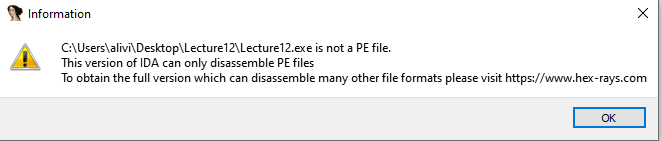 Information
C:\Users\alivi\Desktop\Lecture12\Lecture12.exe is not a PE file.
This version of IDA can only disassemble PE files
To obtain the full version which can disassemble many other file formats please visit https://www.hex-rays.com
OK